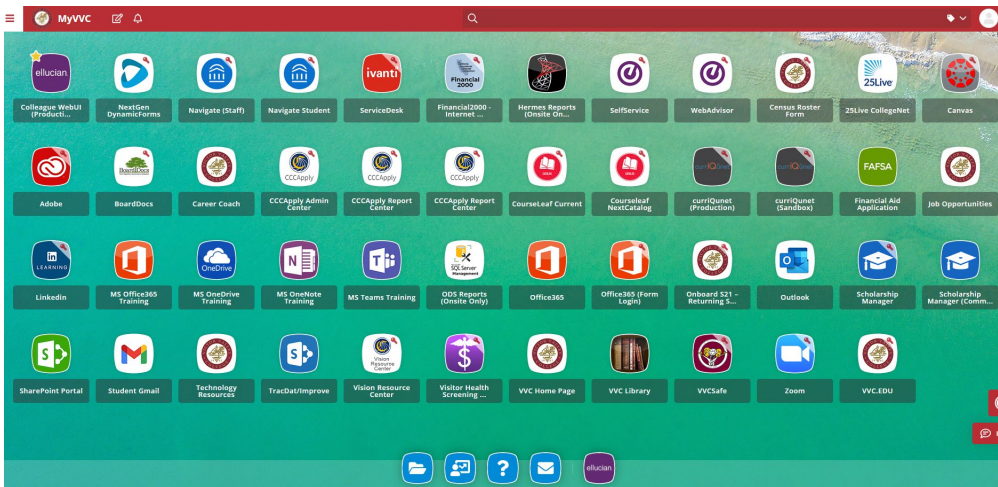 MyVVC
ellucian
ivanti
Financial
2000
25Live
Colleague WebUI
(Producti...
NextGen
DynamicForms
Navigate (Staff)
Navigate Student
ServiceDesk
Financial2000 -
Internet ...
Hermes Reports
(Onsite On...
SelfService
WebAdvisor
Census Roster
Form
25Live CollegeNet
Canvas
BoardDocs
CCCApply
CCCApply
CCCApply
curriQunet
curriQunet
FAFSA
Adobe
BoardDocs
Career Coach
CCCApply Admin
Center
CCCApply Report
Center
CCCApply Report
Center
CourseLeaf Current
Courseleaf
NextCatalog
curriQunet
(Production)
curriQunet
(Sandbox)
Financial Aid
Application
Job Opportunities
in
LEARNING
OneDrive
N
T
SQL Server
Management
Linkedin
MS Office365
Training
MS OneDrive
Training
MS OneNote
Training
MS Teams Training
ODS Reports
(Onsite Only)
Office365
Office365 (Form
Login)
Onboard S21 –
Returning S...
Outlook
Scholarship
Manager
Scholarship
Manager (Comm...
S
S
Vision
Resource
Center
SharePoint Portal
Student Gmail
Technology
Resources
TracDat/Improve
Vision Resource
Center
Visitor Health
Screening ...
VVC Home Page
VVC Library
VVCSafe
Zoom
VVC.EDU
?
ellucian